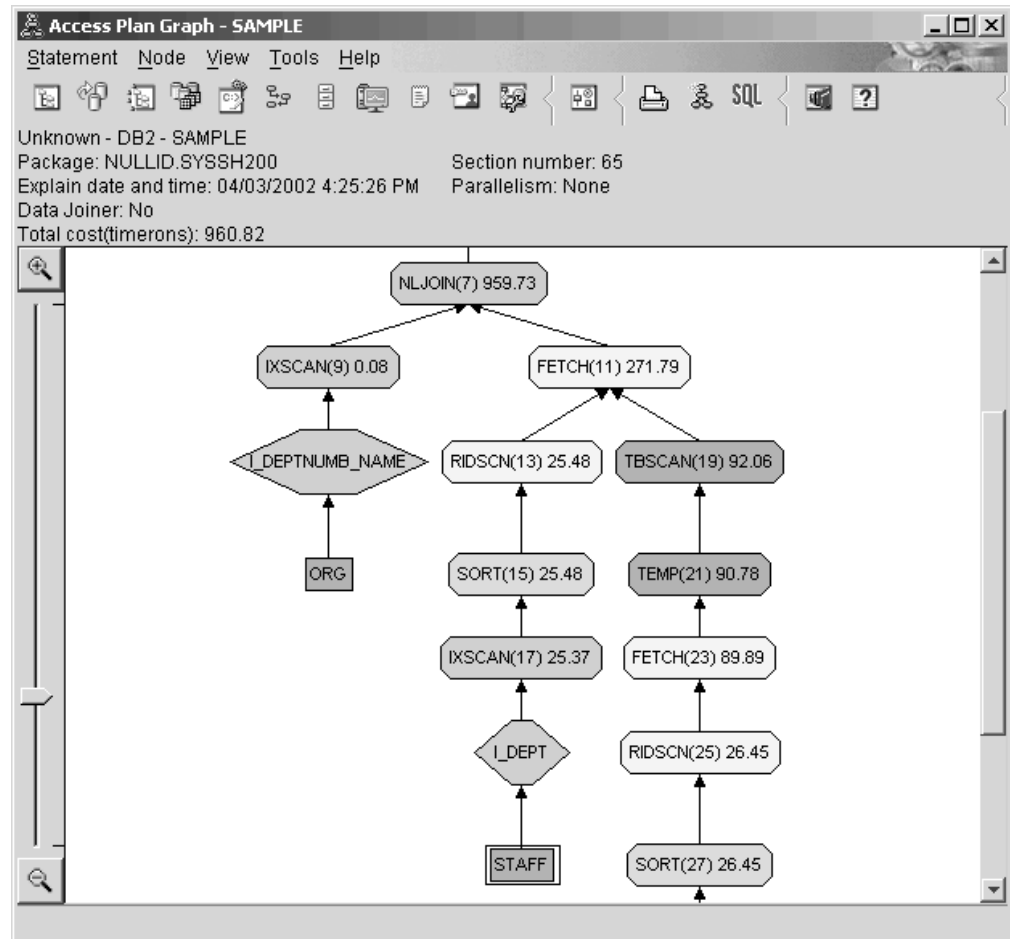 Access Plan Graph - SAMPLE
Statement Node View Tools Help
SQL ?
Unknown - DB2 - SAMPLE
Package: NULLID.SYSSH200 Section number: 65
Explain date and time: 04/03/2002 4:25:26 PM Parallelism: None
Data Joiner: No
Total cost(timerons): 960.82
NLJOIN(7) 959.73
IXSCAN(9) 0.08 FETCH(11) 271.79
I_DEPTNUMB_NAME RIDSCN(13) 25.48 TBSCAN(19) 92.06
ORG SORT(15) 25.48 TEMP(21) 90.78
IXSCAN(17) 25.37 FETCH(23) 89.89
I_DEPT RIDSCN(25) 26.45
STAFF SORT(27) 26.45